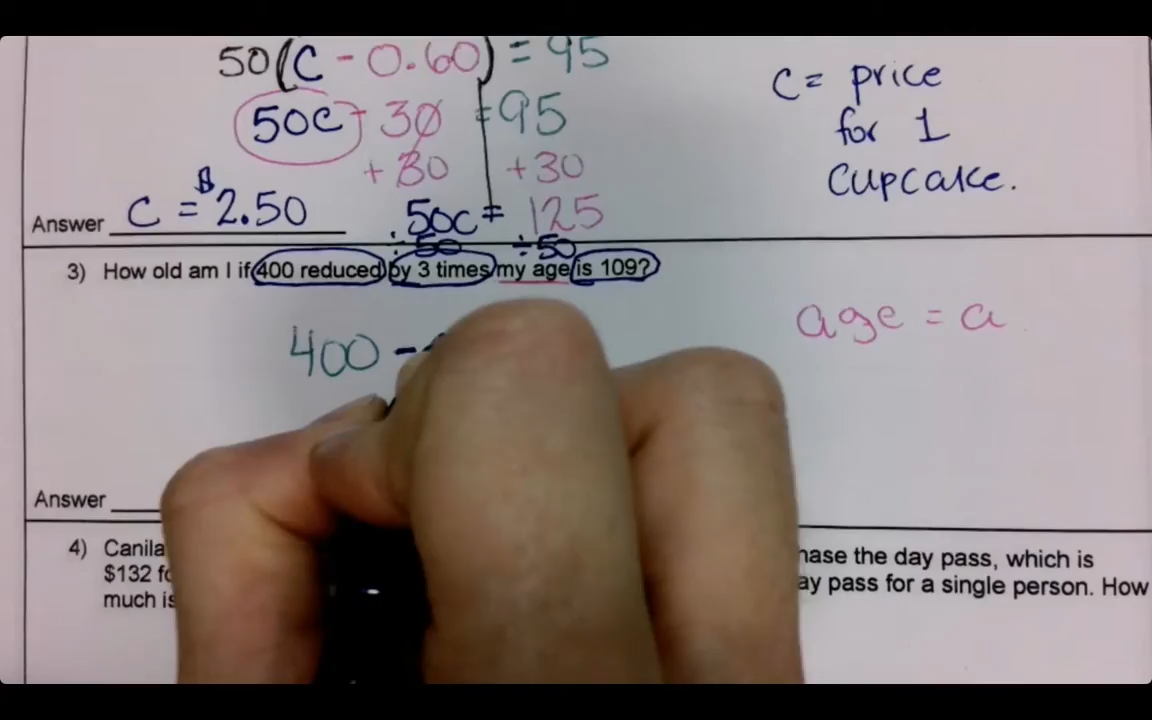 50(C - 0.60) = 95
50C - 30 = 95
+ 30 + 30
Answer C = $2.50 50C = 125
÷50 ÷50
C = price
for 1
cupcake.
3) How old am I if 400 reduced by 3 times my age is 109?
400 -
age = a
Answer
4) Canila hase the day pass, which is
$132 fo ay pass for a single person. How
much is